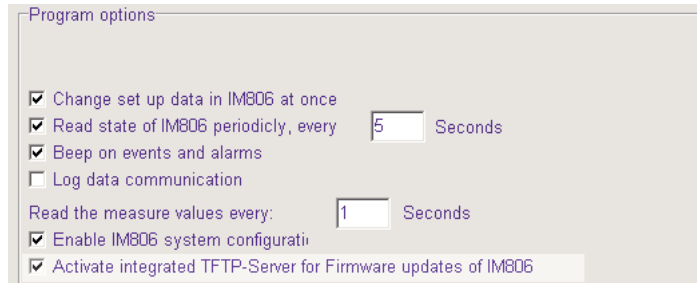 Program options
Change set up data in IM806 at once
Read state of IM806 periodicly, every 5 Seconds
Beep on events and alarms
Log data communication
Read the measure values every: 1 Seconds
Enable IM806 system configurati
Activate integrated TFTP-Server for Firmware updates of IM806